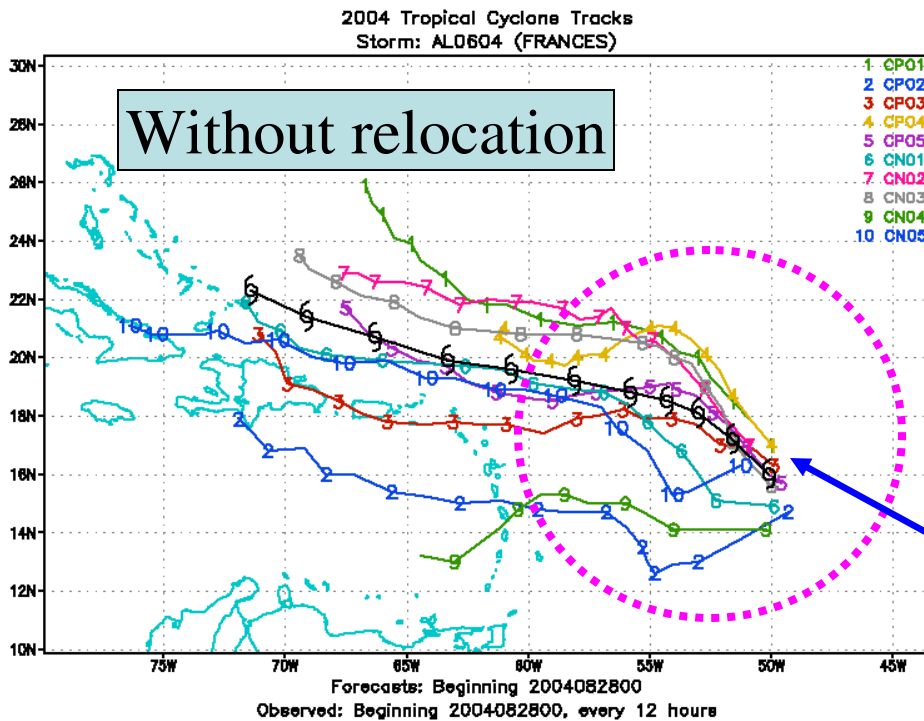 2004 Tropical Cyclone Tracks
Storm: AL0604 (FRANCES)
Without relocation
30N
28N
26N
24N
22N
20N
18N
16N
14N
12N
10N
1 CP01
2 CP02
3 CP03
4 CP04
5 CP05
6 CN01
7 CN02
8 CN03
9 CN04
10 CN05
75W 70W 65W 60W 55W 50W 45W
Forecasts: Beginning 2004082800
Observed: Beginning 2004082800, every 12 hours